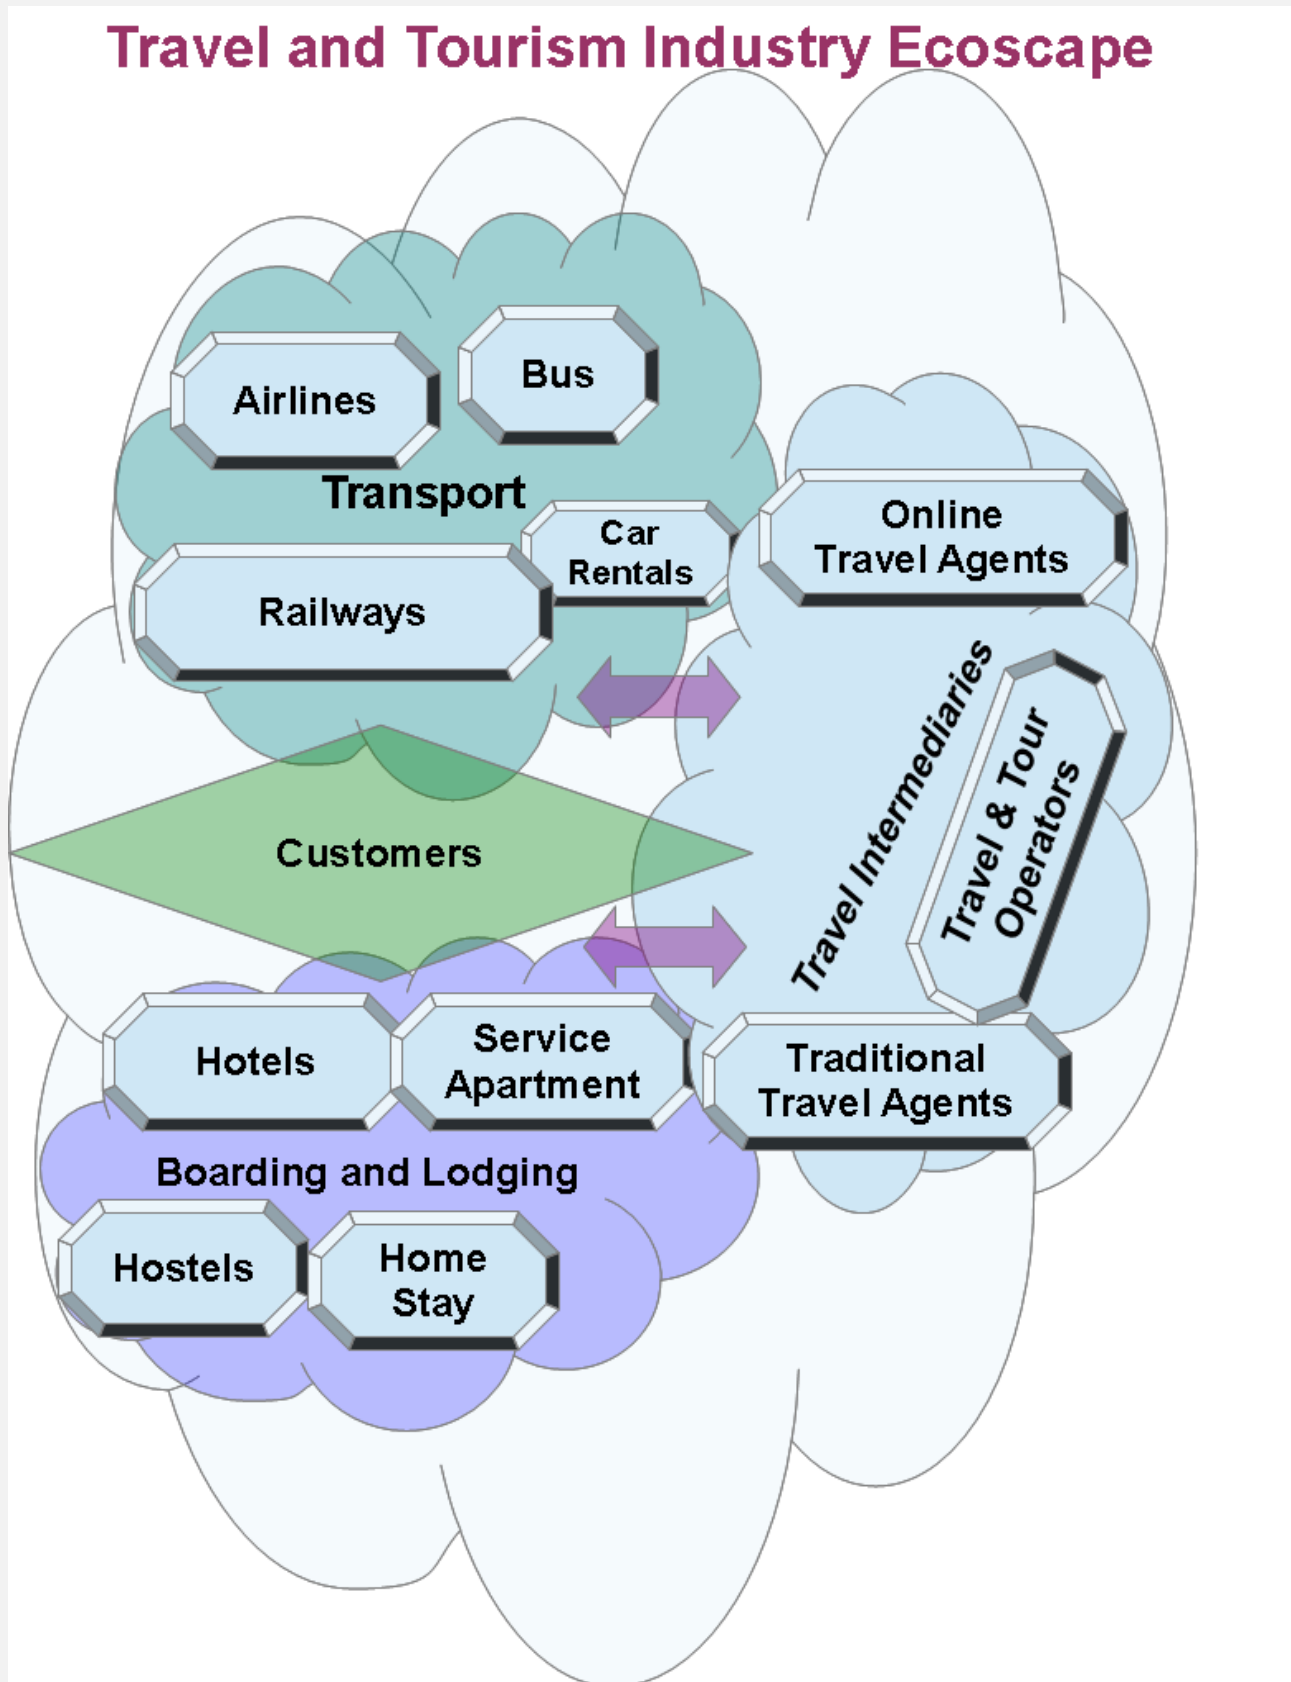 Travel and Tourism Industry Ecoscape
Airlines
Bus
Transport
Car
Rentals
Railways
Online
Travel Agents
Travel Intermediaries
Travel & Tour
Operators
Customers
Hotels
Service
Apartment
Traditional
Travel Agents
Boarding and Lodging
Hostels
Home
Stay